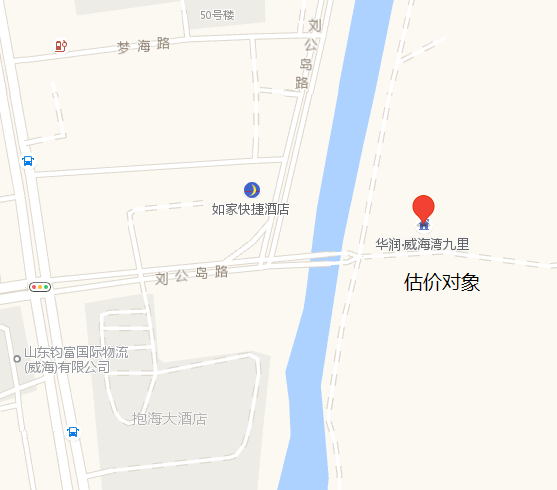 50号楼
梦海路
刘公岛路
如家快捷酒店
华润·威海湾九里
刘公岛路
估价对象
山东钧富国际物流
(威海)有限公司
抱海大酒店